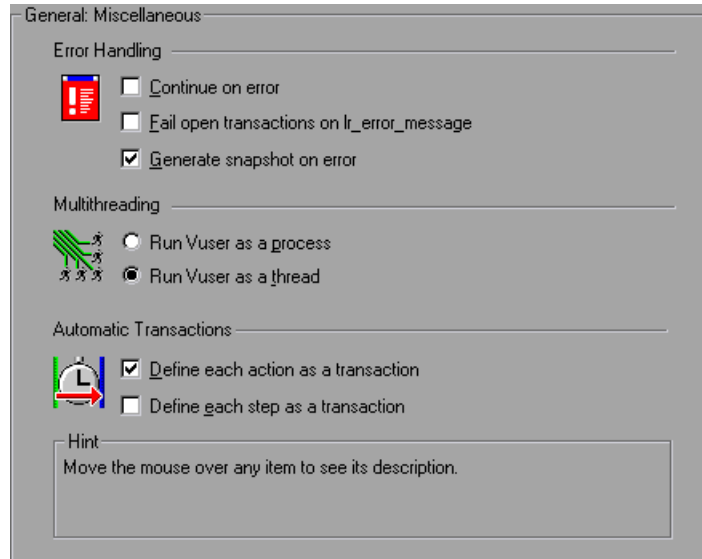 General: Miscellaneous
Error Handling
Continue on error
Fail open transactions on lr_error_message
Generate snapshot on error
Multithreading
Run Vuser as a process
Run Vuser as a thread
Automatic Transactions
Define each action as a transaction
Define each step as a transaction
Hint
Move the mouse over any item to see its description.